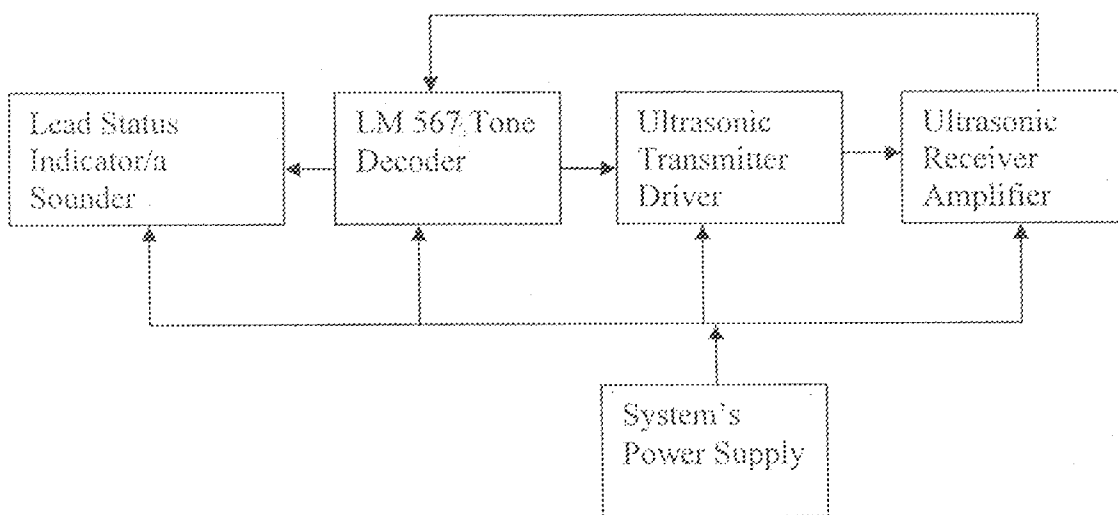 Lead Status
Indicator/a
Sounder
LM 567 Tone
Decoder
Ultrasonic
Transmitter
Driver
Ultrasonic
Receiver
Amplifier
System's
Power Supply